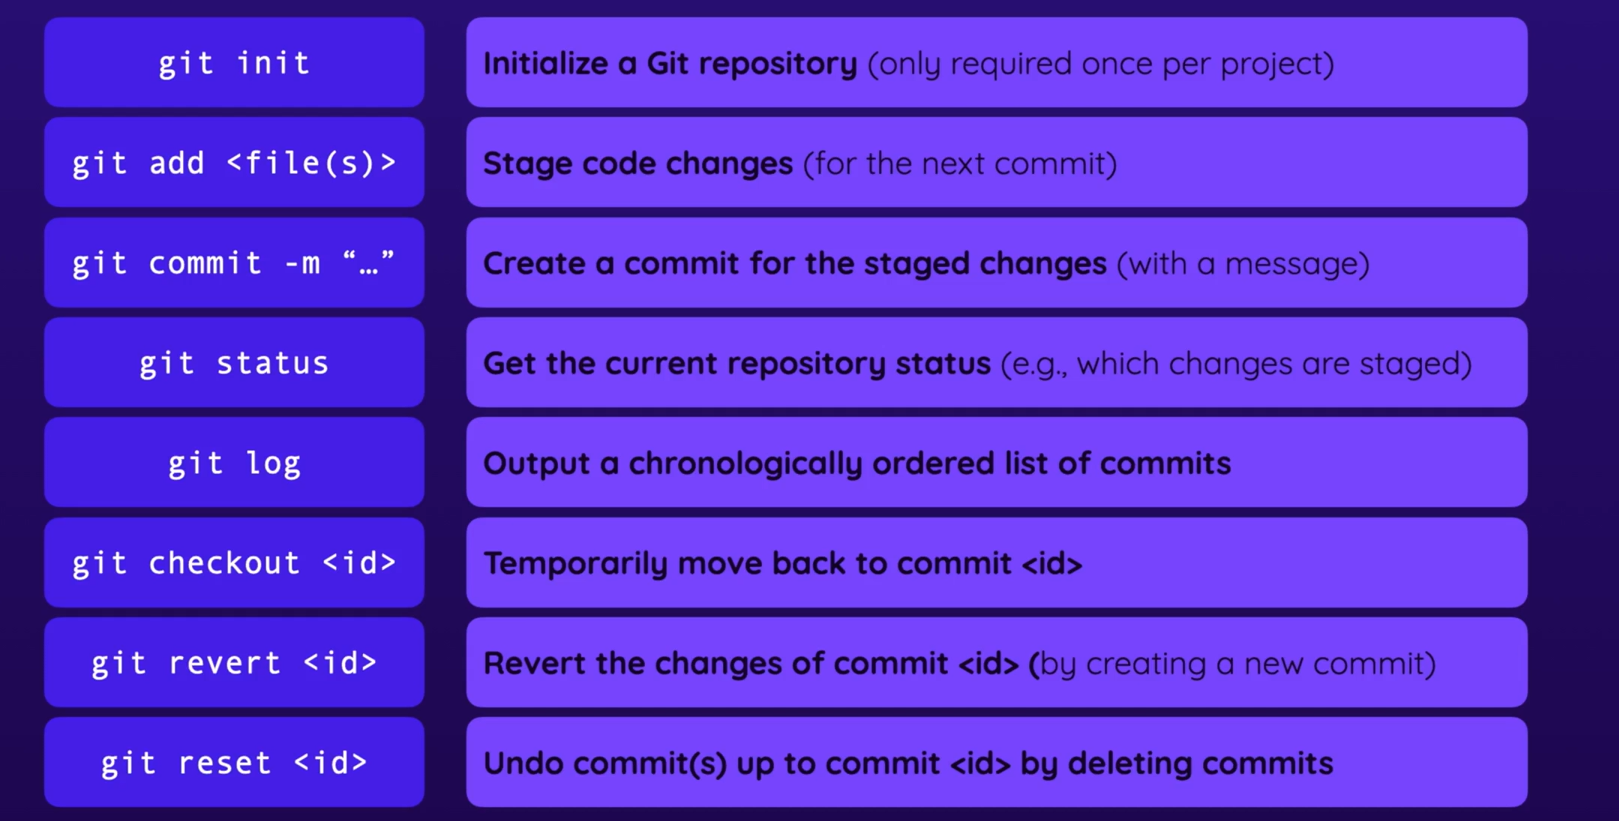 git init
Initialize a Git repository (only required once per project)
git add <file(s)>
Stage code changes (for the next commit)
git commit -m “…”
Create a commit for the staged changes (with a message)
git status
Get the current repository status (e.g., which changes are staged)
git log
Output a chronologically ordered list of commits
git checkout <id>
Temporarily move back to commit <id>
git revert <id>
Revert the changes of commit <id> (by creating a new commit)
git reset <id>
Undo commit(s) up to commit <id> by deleting commits